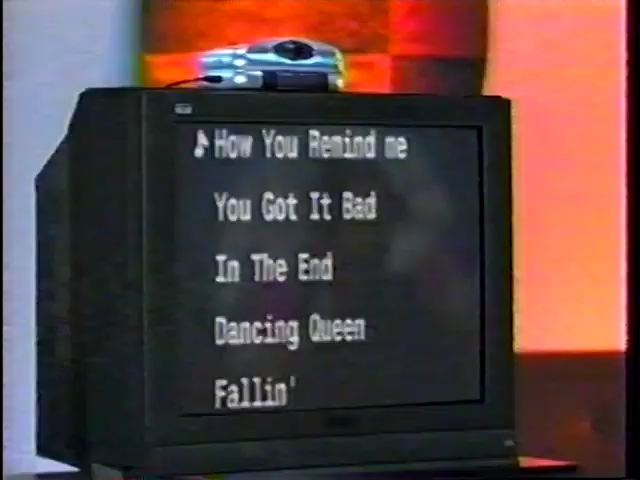 ♪ How You Remind me
You Got It Bad
In The End
Dancing Queen
Fallin'